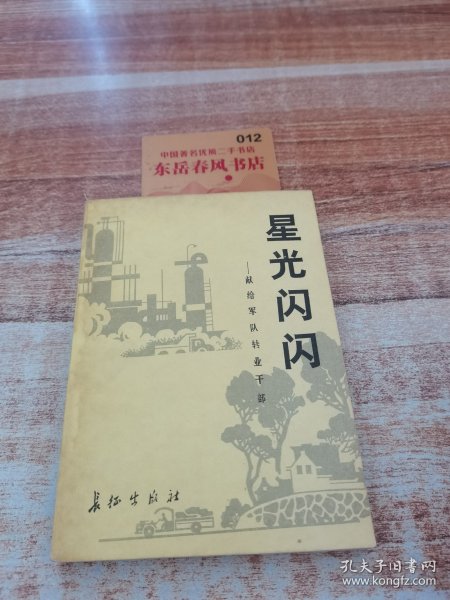 012
中国著名优质二手书店
东岳春风书店
星光闪闪
——献给军队转业干部
长征出版社
孔夫子旧书网
www.kongfz.com